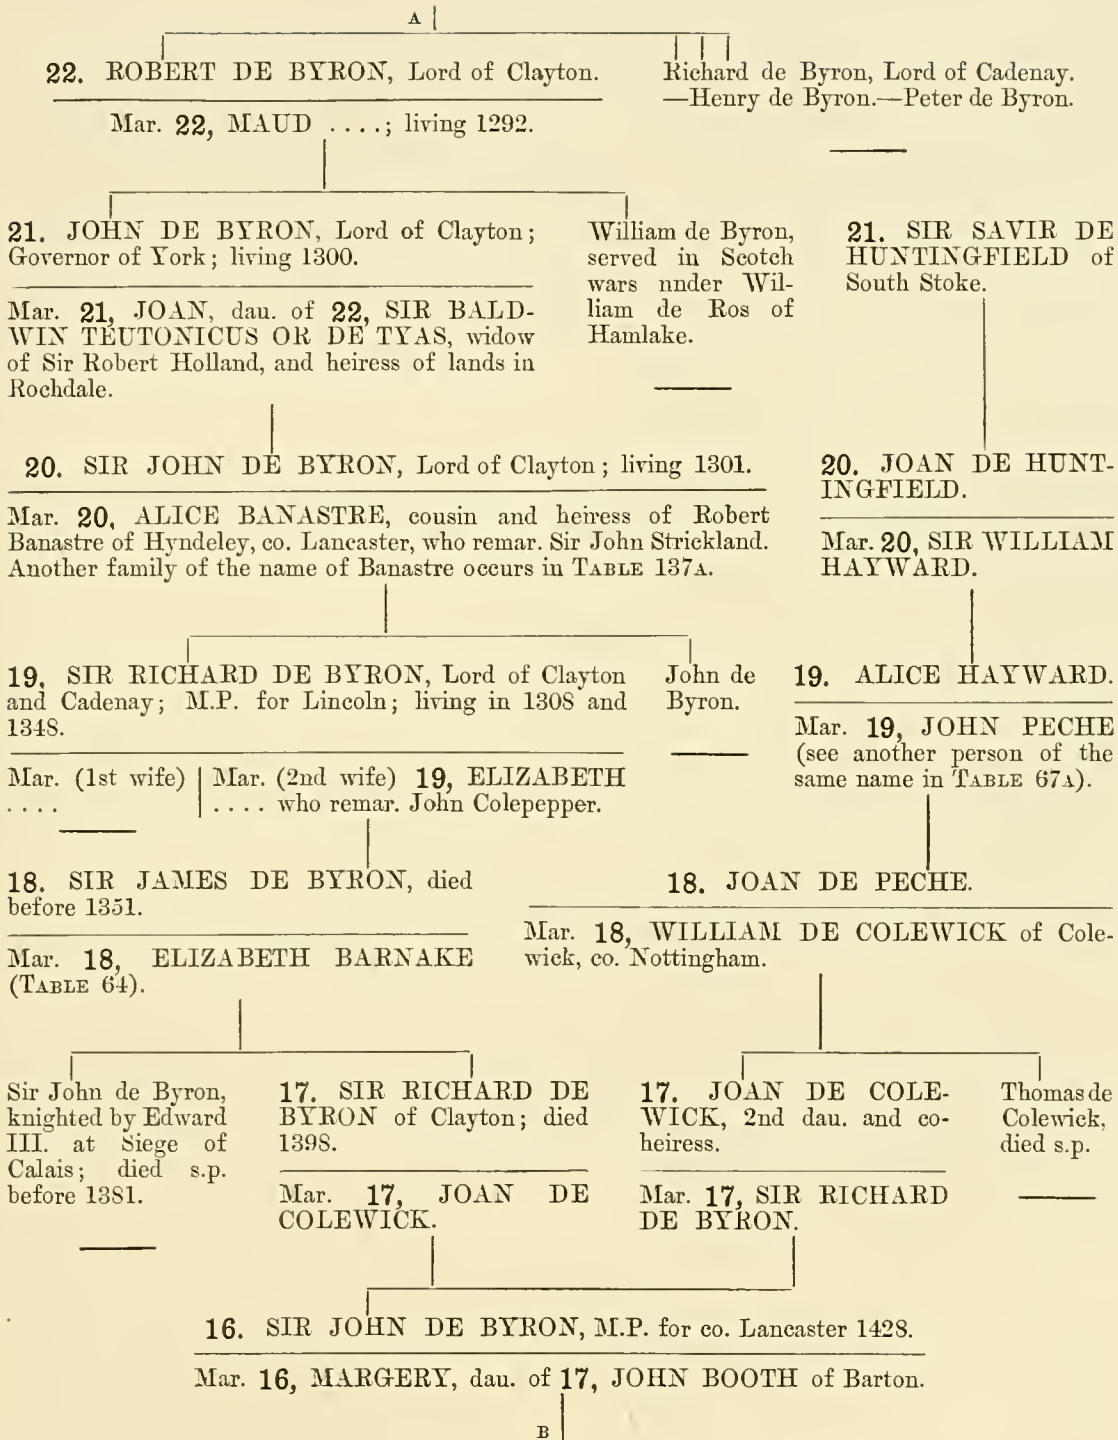 A
22. ROBERT DE BYRON, Lord of Clayton.
Mar. 22, MAUD ....; living 1292.
Richard de Byron, Lord of Cadenay.
—Henry de Byron.—Peter de Byron.
21. JOHN DE BYRON, Lord of Clayton;
Governor of York; living 1300.
Mar. 21, JOAN, dau. of 22, SIR BALD-
WIN TEUTONICUS OR DE TYAS, widow
of Sir Robert Holland, and heiress of lands in
Rochdale.
William de Byron,
served in Scotch
wars nnder Wil-
liam de Ros of
Hamlake.
21. SIR SAVIR DE
HUNTINGFIELD of
South Stoke.
20. SIR JOHN DE BYRON, Lord of Clayton; living 1301.
Mar. 20, ALICE BANASTRE, cousin and heiress of Robert
Banastre of Hyndeley, co. Lancaster, who remar. Sir John Strickland.
Another family of the name of Banastre occurs in TABLE 137A.
20. JOAN DE HUNT-
INGFIELD.
Mar. 20, SIR WILLIAM
HAYWARD.
19, SIR RICHARD DE BYRON, Lord of Clayton
and Cadenay; M.P. for Lincoln; living in 1308 and
1348.
Mar. (1st wife)
....
Mar. (2nd wife) 19, ELIZABETH
.... who remar. John Colepepper.
John de
Byron.
19. ALICE HAYWARD.
Mar. 19, JOHN PECHE
(see another person of the
same name in TABLE 67A).
18. SIR JAMES DE BYRON, died
before 1351.
Mar. 18, ELIZABETH BARNAKE
(TABLE 64).
18. JOAN DE PECHE.
Mar. 18, WILLIAM DE COLEWICK of Cole-
wick, co. Nottingham.
Sir John de Byron,
knighted by Edward
III. at Siege of
Calais; died s.p.
before 1381.
17. SIR RICHARD DE
BYRON of Clayton; died
1398.
Mar. 17, JOAN DE
COLEWICK.
17. JOAN DE COLE-
WICK, 2nd dau. and co-
heiress.
Mar. 17, SIR RICHARD
DE BYRON.
Thomas de
Colewick,
died s.p.
16. SIR JOHN DE BYRON, M.P. for co. Lancaster 1428.
Mar. 16, MARGERY, dau. of 17, JOHN BOOTH of Barton.
B